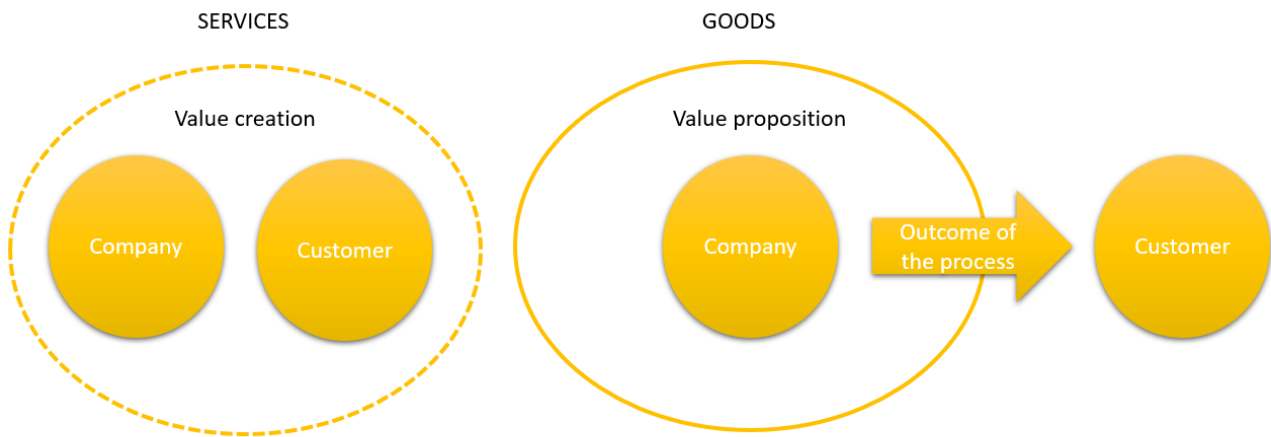 SERVICES
GOODS
Value creation
Value proposition
Company
Customer
Company
Outcome of
the process
Customer